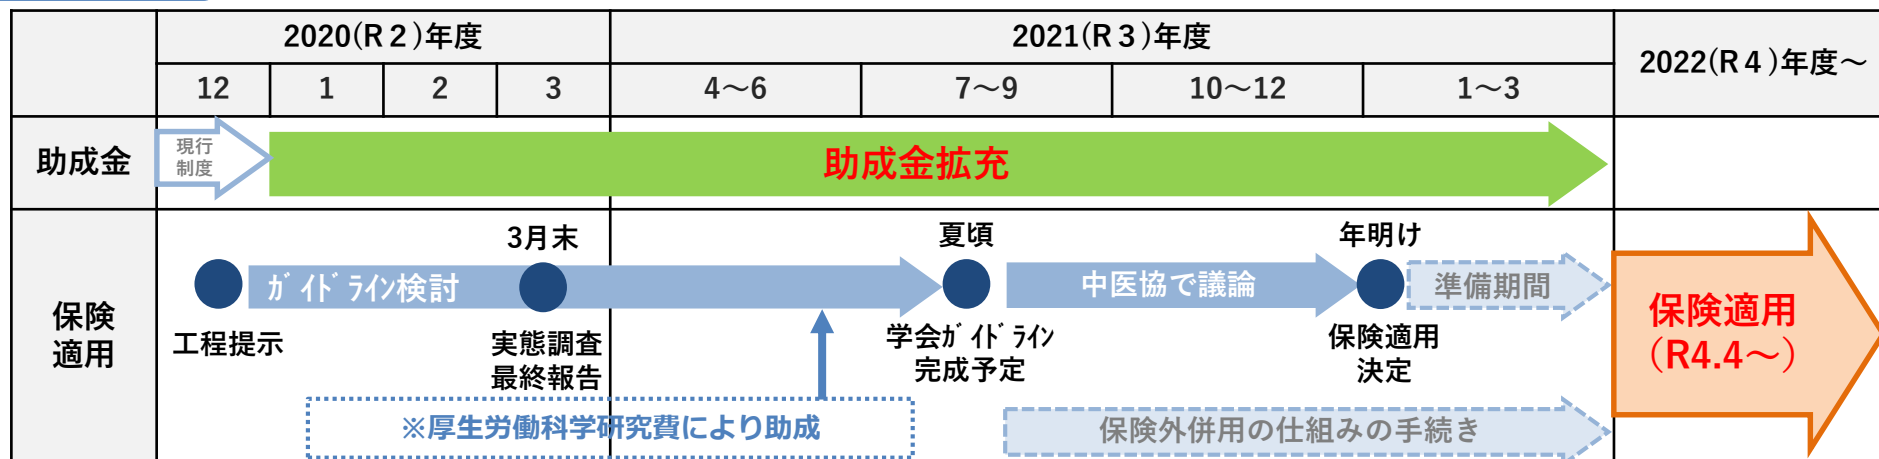 2020(R２)年度
2021(R３)年度
2022(R４)年度～
12
1
2
3
4～6
7～9
10～12
1～3
助成金
現行
制度
助成金拡充
保険
適用
3月末
夏頃
年明け
ｶﾞｲﾄﾞﾗｲﾝ検討
中医協で議論
準備期間
工程提示
実態調査
最終報告
学会ｶﾞｲﾄﾞﾗｲﾝ
完成予定
保険適用
決定
保険適用
（R4.4～）
※厚生労働科学研究費により助成
保険外併用の仕組みの手続き